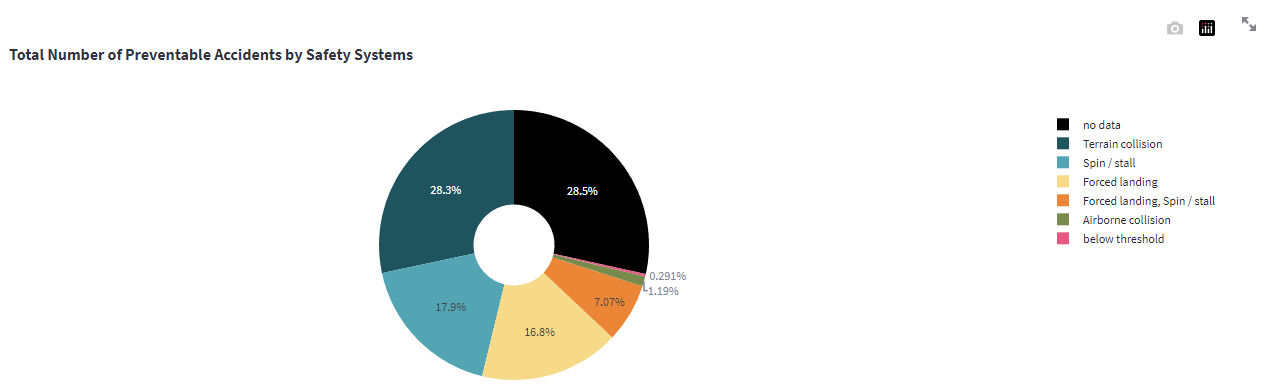 Total Number of Preventable Accidents by Safety Systems
28.3%
28.5%
17.9%
16.8%
7.07%
0.291%
1.19%
no data
Terrain collision
Spin / stall
Forced landing
Forced landing, Spin / stall
Airborne collision
below threshold